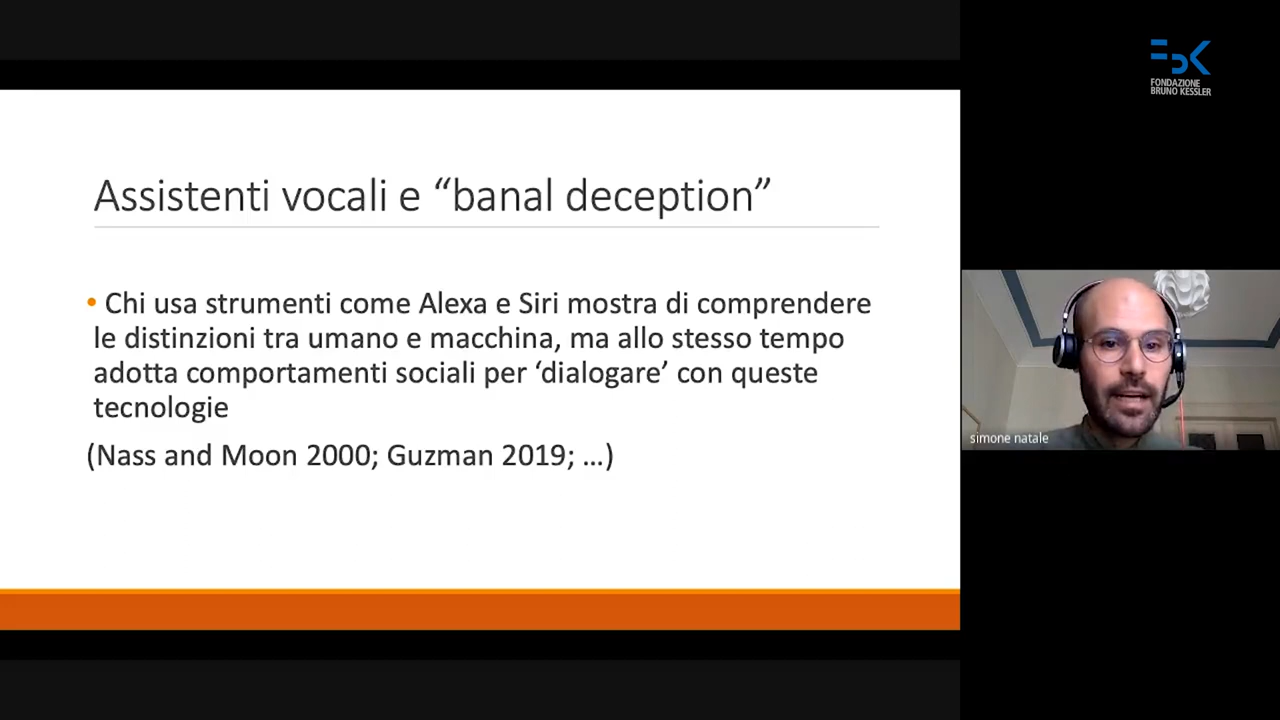 Assistenti vocali e “banal deception”
• Chi usa strumenti come Alexa e Siri mostra di comprendere
le distinzioni tra umano e macchina, ma allo stesso tempo
adotta comportamenti sociali per ‘dialogare’ con queste
tecnologie
(Nass and Moon 2000; Guzman 2019; …)
FBK
FONDAZIONE
BRUNO KESSLER
simone natale